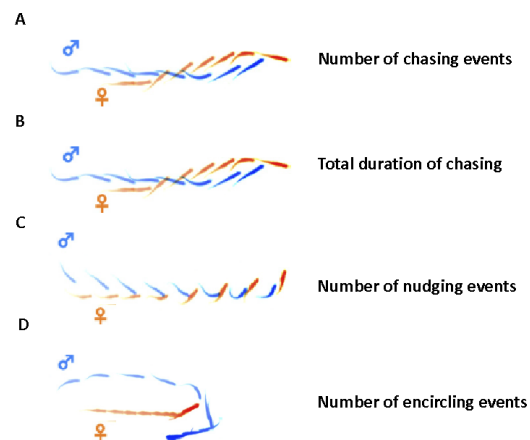 A
♂
♀
Number of chasing events
B
♂
♀
Total duration of chasing
C
♂
♀
Number of nudging events
D
♂
♀
Number of encircling events